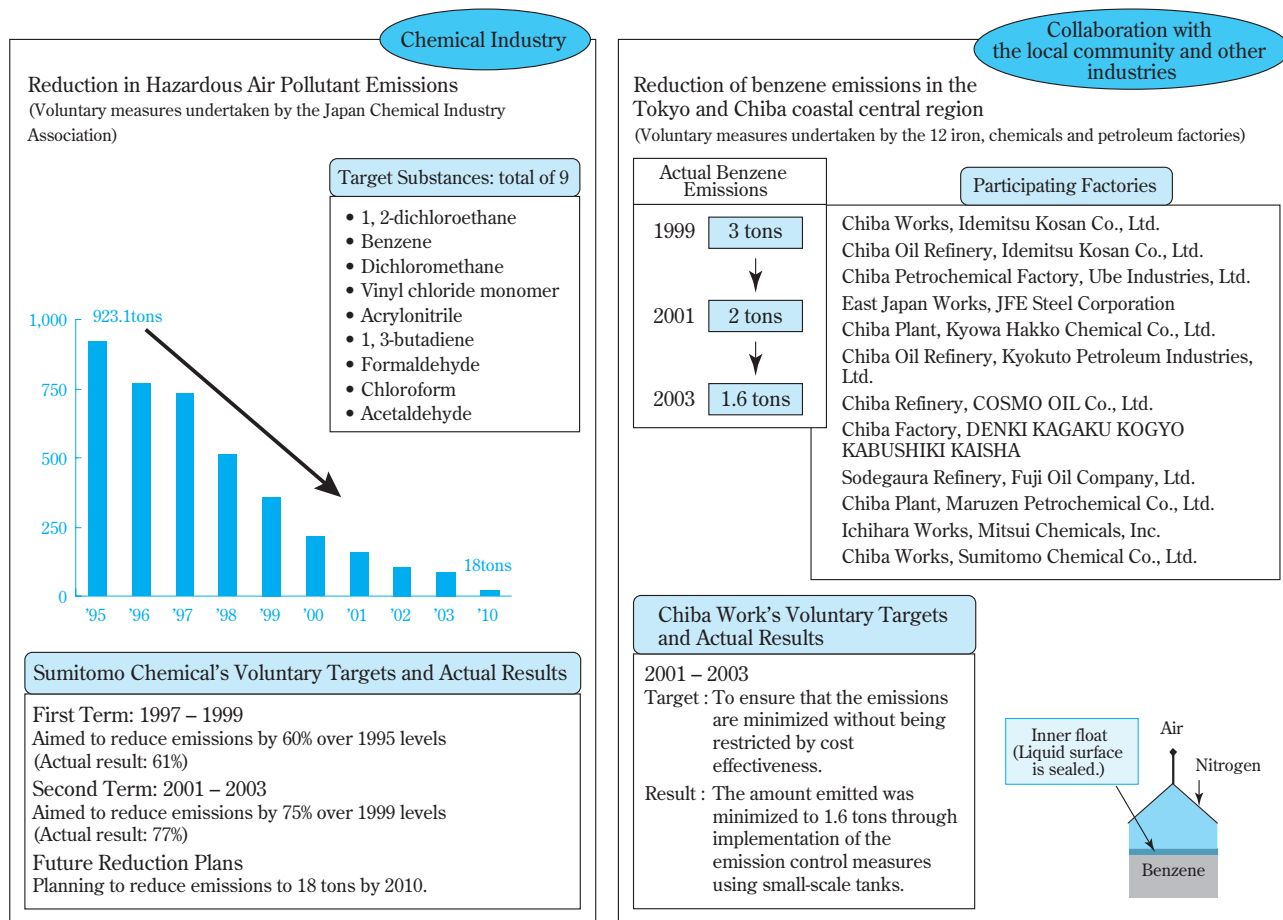 Chemical Industry
Reduction in Hazardous Air Pollutant Emissions
(Voluntary measures undertaken by the Japan Chemical Industry
Association)
Target Substances: total of 9
• 1, 2-dichloroethane
• Benzene
• Dichloromethane
• Vinyl chloride monomer
• Acrylonitrile
• 1, 3-butadiene
• Formaldehyde
• Chloroform
• Acetaldehyde
1,000
750
500
250
0
923.1tons
18tons
’95 ’96 ’97 ’98 ’99 ’00 ’01 ’02 ’03 ’10
Sumitomo Chemical’s Voluntary Targets and Actual Results
First Term: 1997 – 1999
Aimed to reduce emissions by 60% over 1995 levels
(Actual result: 61%)
Second Term: 2001 – 2003
Aimed to reduce emissions by 75% over 1999 levels
(Actual result: 77%)
Future Reduction Plans
Planning to reduce emissions to 18 tons by 2010.
Collaboration with
the local community and other
industries
Reduction of benzene emissions in the
Tokyo and Chiba coastal central region
(Voluntary measures undertaken by the 12 iron, chemicals and petroleum factories)
Actual Benzene
Emissions
1999 3 tons
2001 2 tons
2003 1.6 tons
Participating Factories
Chiba Works, Idemitsu Kosan Co., Ltd.
Chiba Oil Refinery, Idemitsu Kosan Co., Ltd.
Chiba Petrochemical Factory, Ube Industries, Ltd.
East Japan Works, JFE Steel Corporation
Chiba Plant, Kyowa Hakko Chemical Co., Ltd.
Chiba Oil Refinery, Kyokuto Petroleum Industries,
Ltd.
Chiba Refinery, COSMO OIL Co., Ltd.
Chiba Factory, DENKI KAGAKU KOGYO
KABUSHIKI KAISHA
Sodegaura Refinery, Fuji Oil Company, Ltd.
Chiba Plant, Maruzen Petrochemical Co., Ltd.
Ichihara Works, Mitsui Chemicals, Inc.
Chiba Works, Sumitomo Chemical Co., Ltd.
Chiba Work’s Voluntary Targets
and Actual Results
2001 – 2003
Target : To ensure that the emissions
are minimized without being
restricted by cost
effectiveness.
Result : The amount emitted was
minimized to 1.6 tons through
implementation of the
emission control measures
using small-scale tanks.
Inner float
(Liquid surface
is sealed.)
Air
Nitrogen
Benzene